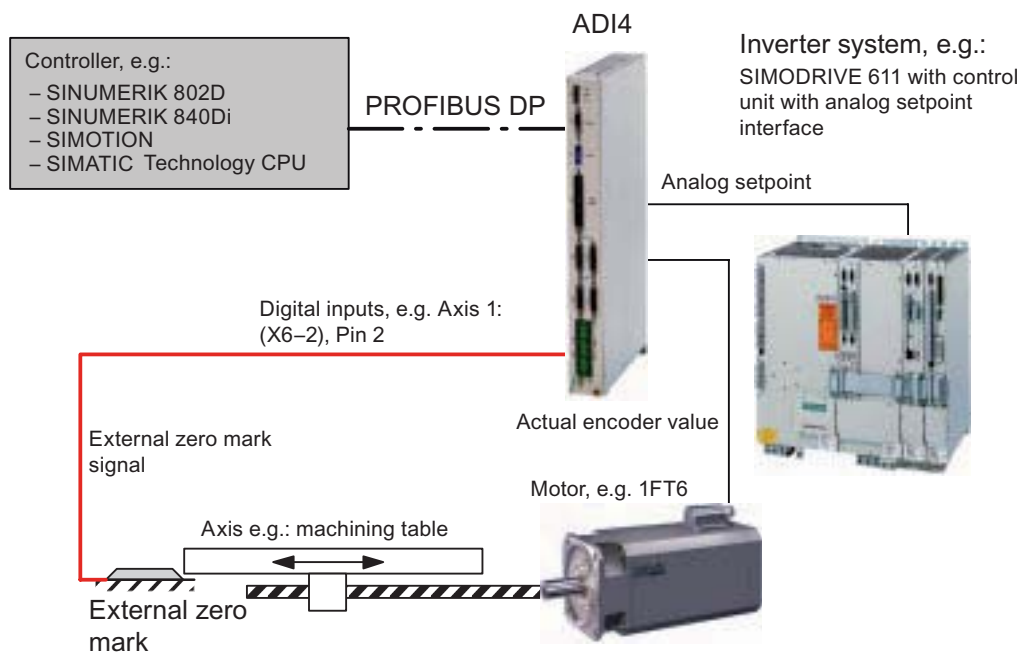 ADI4
Controller, e.g.:
– SINUMERIK 802D
– SINUMERIK 840Di
– SIMOTION
– SIMATIC Technology CPU
PROFIBUS DP
Inverter system, e.g.:
SIMODRIVE 611 with control
unit with analog setpoint
interface
Analog setpoint
Digital inputs, e.g. Axis 1:
(X6–2), Pin 2
External zero mark
signal
Actual encoder value
Motor, e.g. 1FT6
Axis e.g.: machining table
External zero
mark